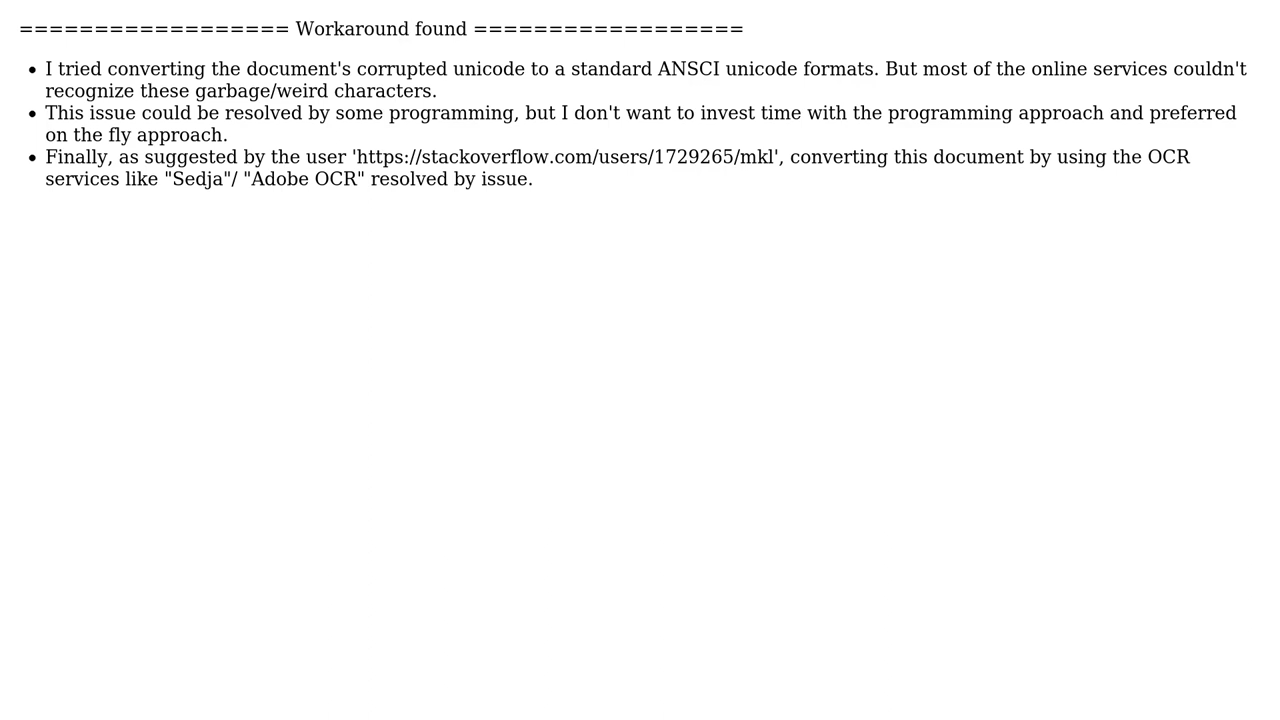 ================== Workaround found ==================
• I tried converting the document's corrupted unicode to a standard ANSCI unicode formats. But most of the online services couldn't
recognize these garbage/weird characters.
• This issue could be resolved by some programming, but I don't want to invest time with the programming approach and preferred
on the fly approach.
• Finally, as suggested by the user 'https://stackoverflow.com/users/1729265/mkl', converting this document by using the OCR
services like "Sedja"/ "Adobe OCR" resolved by issue.